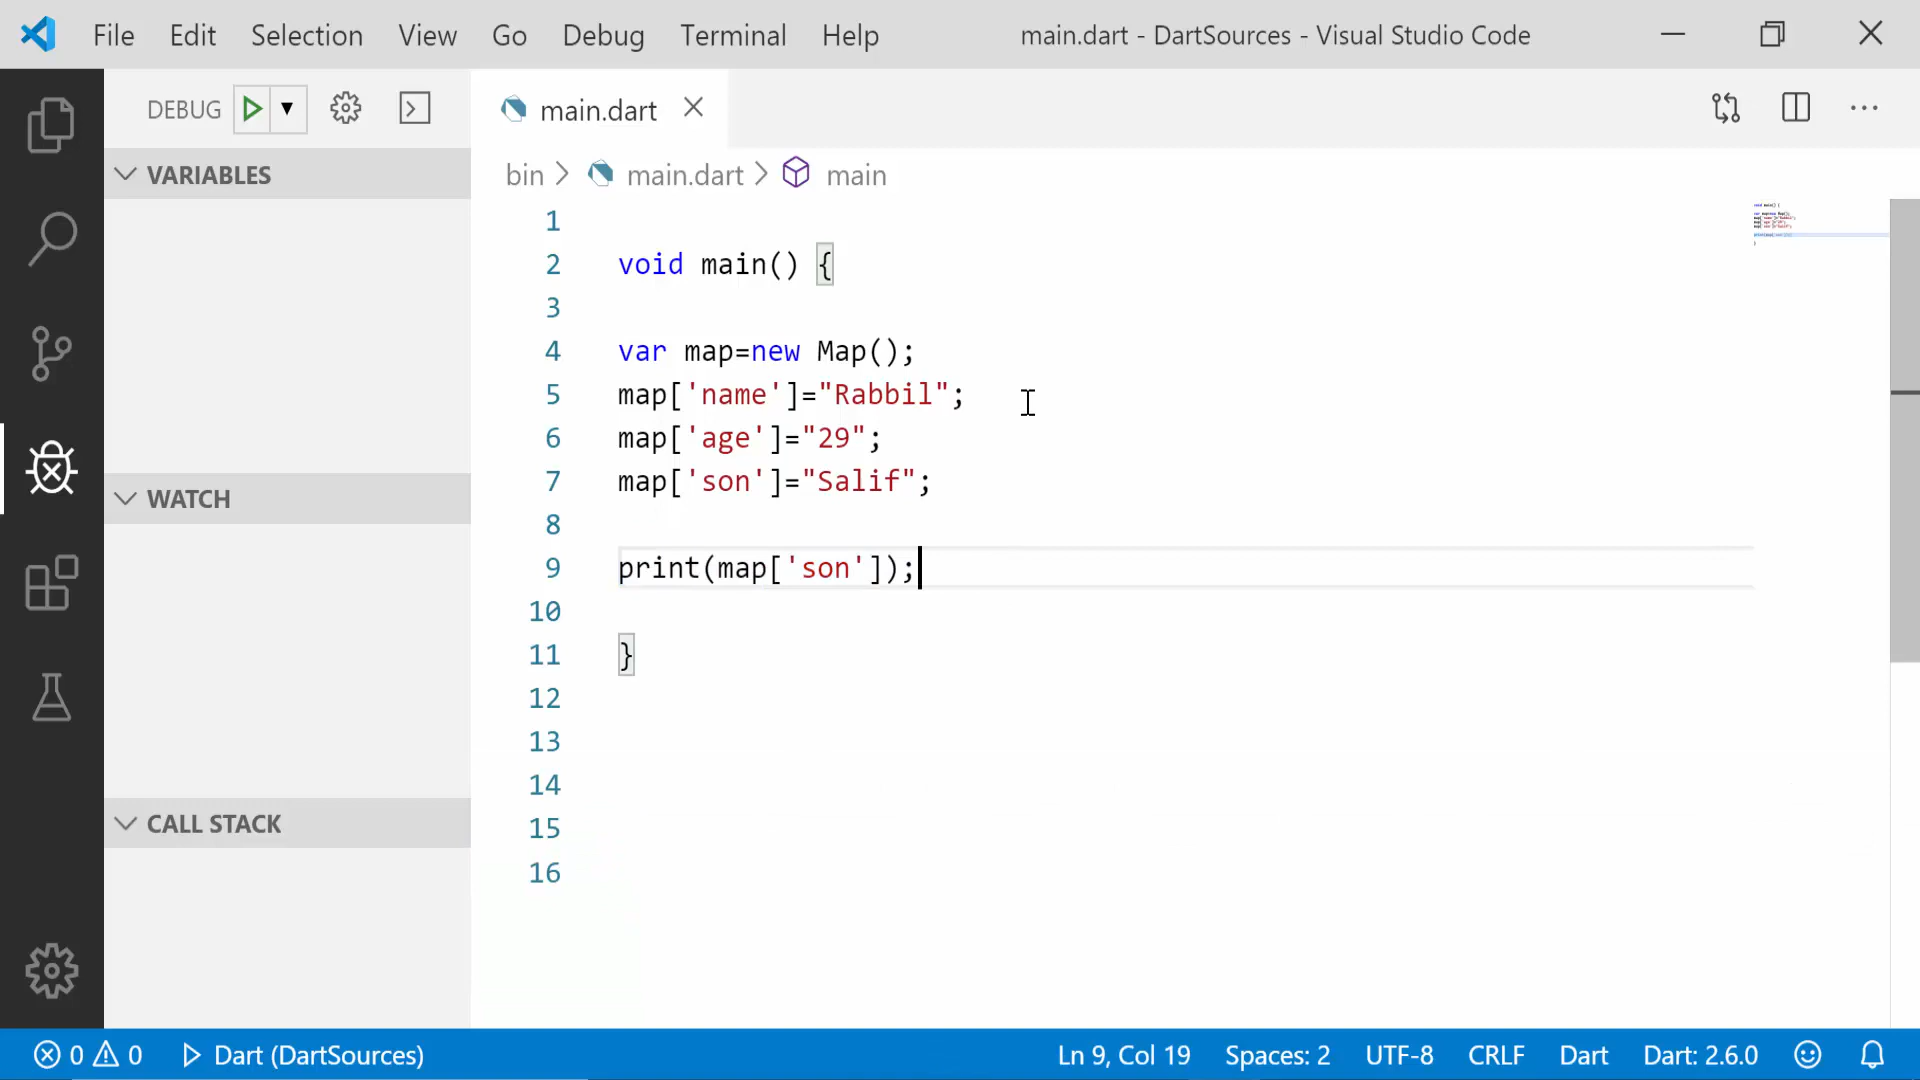 File Edit Selection View Go Debug Terminal Help main.dart - DartSources - Visual Studio Code
DEBUG
main.dart
VARIABLES
bin > main.dart > main
1
2 void main() {
3
4 var map=new Map();
5 map['name']="Rabbil";
6 map['age']="29";
7 map['son']="Salif";
8
9 print(map['son']);
10
11 }
12
13
14
15
16
WATCH
CALL STACK
0 0 Dart (DartSources) Ln 9, Col 19 Spaces: 2 UTF-8 CRLF Dart Dart: 2.6.0